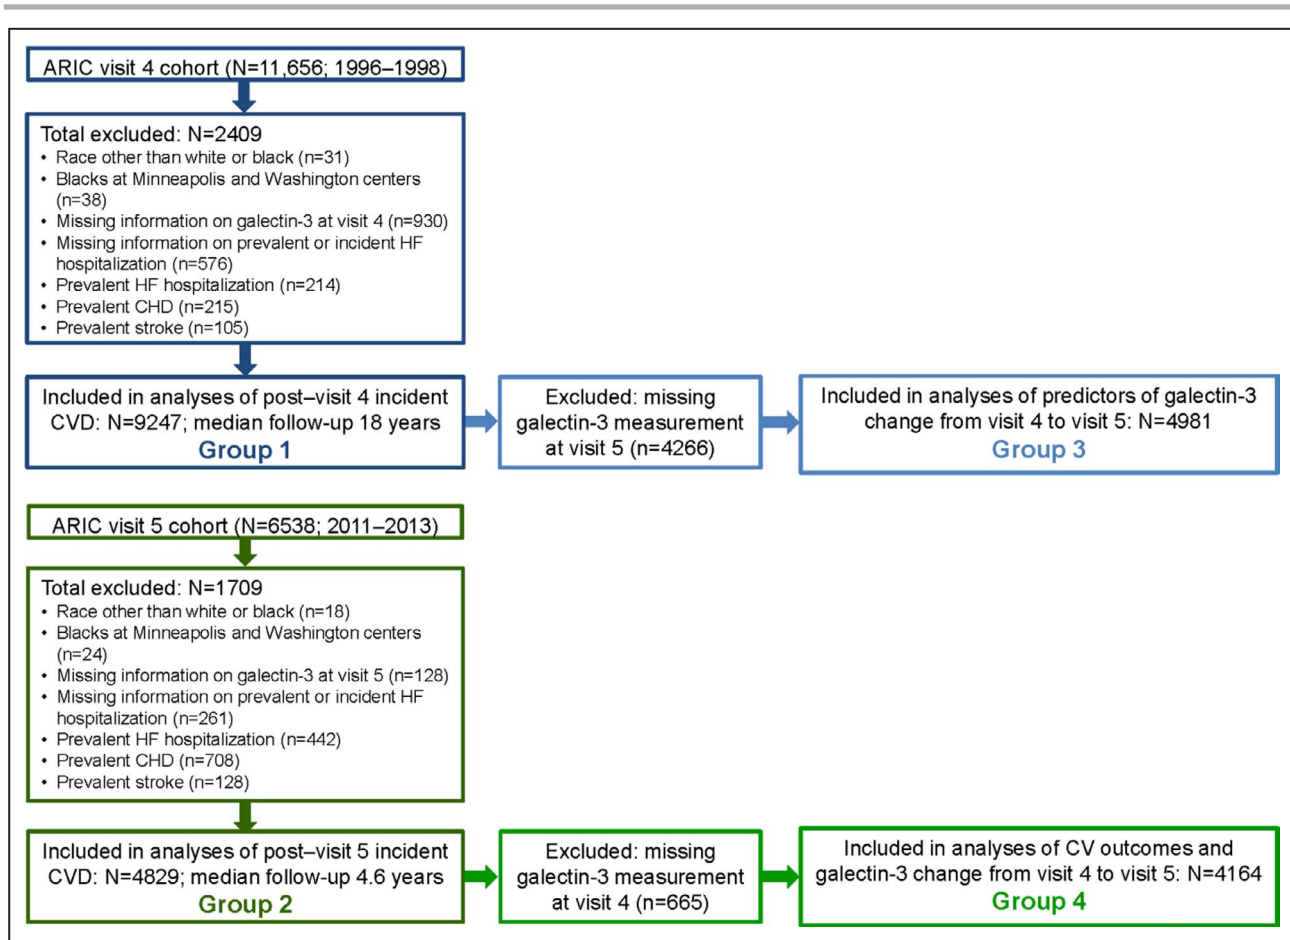 ARIC visit 4 cohort (N=11,656; 1996–1998)
Total excluded: N=2409
• Race other than white or black (n=31)
• Blacks at Minneapolis and Washington centers
(n=38)
• Missing information on galectin-3 at visit 4 (n=930)
• Missing information on prevalent or incident HF
hospitalization (n=576)
• Prevalent HF hospitalization (n=214)
• Prevalent CHD (n=215)
• Prevalent stroke (n=105)
Included in analyses of post–visit 4 incident
CVD: N=9247; median follow-up 18 years
Group 1
Excluded: missing
galectin-3 measurement
at visit 5 (n=4266)
Included in analyses of predictors of galectin-3
change from visit 4 to visit 5: N=4981
Group 3
ARIC visit 5 cohort (N=6538; 2011–2013)
Total excluded: N=1709
• Race other than white or black (n=18)
• Blacks at Minneapolis and Washington centers
(n=24)
• Missing information on galectin-3 at visit 5 (n=128)
• Missing information on prevalent or incident HF
hospitalization (n=261)
• Prevalent HF hospitalization (n=442)
• Prevalent CHD (n=708)
• Prevalent stroke (n=128)
Included in analyses of post–visit 5 incident
CVD: N=4829; median follow-up 4.6 years
Group 2
Excluded: missing
galectin-3 measurement
at visit 4 (n=665)
Included in analyses of CV outcomes and
galectin-3 change from visit 4 to visit 5: N=4164
Group 4